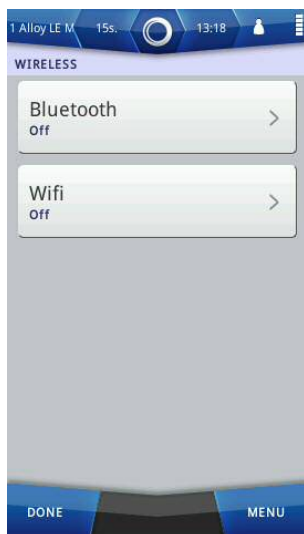 1 Alloy LE M 15s. 13:18
WIRELESS
Bluetooth
Off
Wifi
Off
DONE MENU